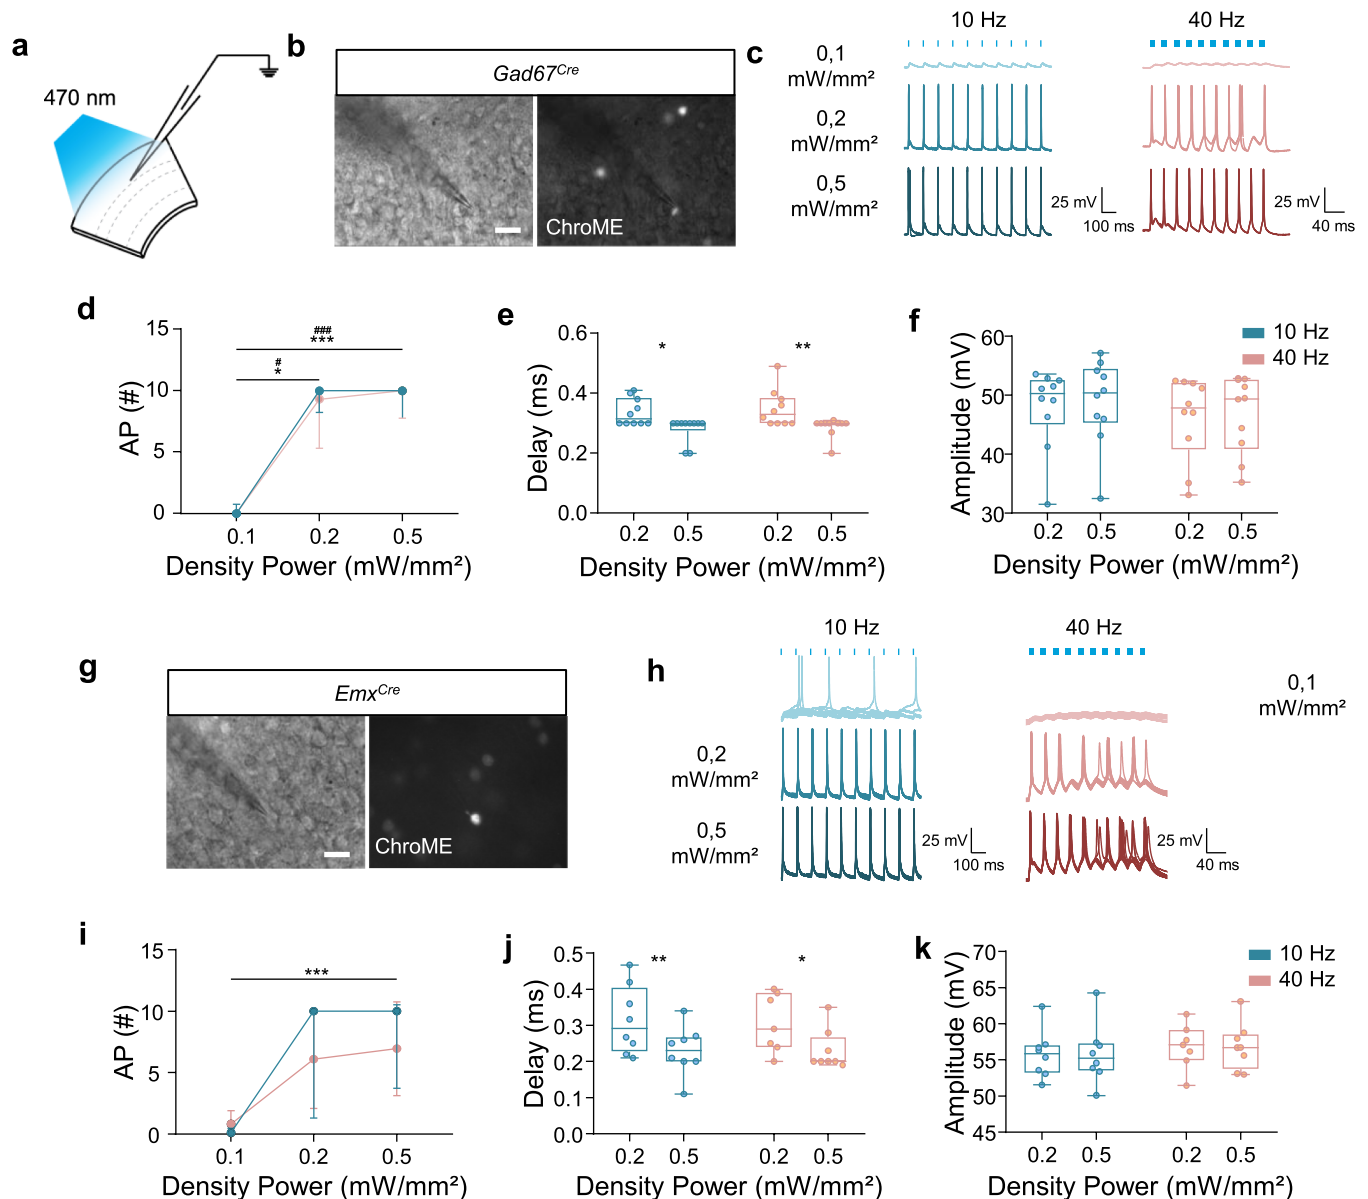 a
470 nm
b
Gad67Cre
ChroME
c
10 Hz
40 Hz
0,1
mW/mm²
0,2
mW/mm²
0,5
mW/mm²
25 mV
100 ms
25 mV
40 ms
d
AP (#)
15
10
5
0
###
***
#
*
0.1
0.2
0.5
Density Power (mW/mm²)
e
Delay (ms)
0.6
0.4
0.2
0.0
*
**
0.2
0.5
0.2
0.5
Density Power (mW/mm²)
f
Amplitude (mV)
60
50
40
30
10 Hz
40 Hz
0.2
0.5
0.2
0.5
Density Power (mW/mm²)
g
EmxCre
ChroME
h
10 Hz
40 Hz
0,1
mW/mm²
0,2
mW/mm²
0,5
mW/mm²
25 mV
100 ms
25 mV
40 ms
i
AP (#)
15
10
5
0
***
0.1
0.2
0.5
Density Power (mW/mm²)
j
Delay (ms)
0.5
0.4
0.3
0.2
0.1
0.0
**
*
0.2
0.5
0.2
0.5
Density Power (mW/mm²)
k
Amplitude (mV)
70
65
60
55
50
45
10 Hz
40 Hz
0.2
0.5
0.2
0.5
Density Power (mW/mm²)